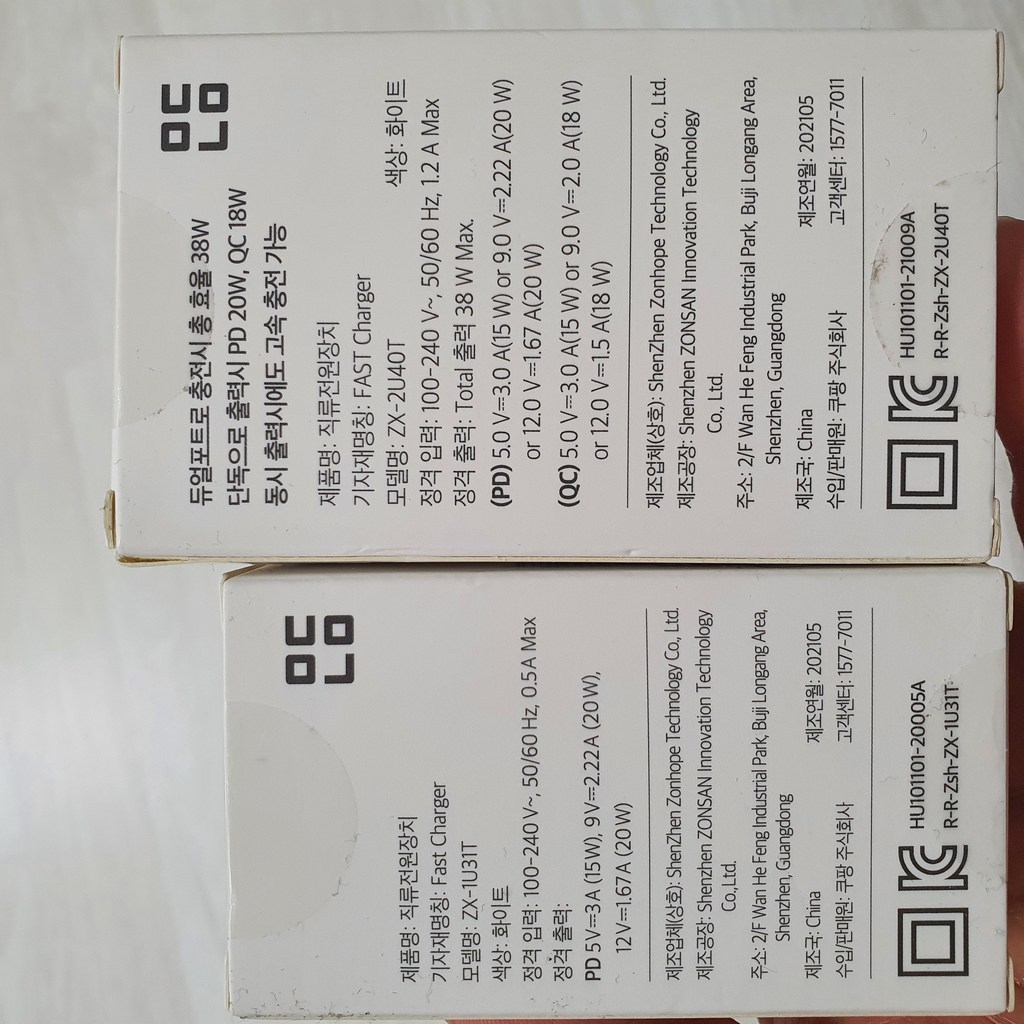 듀얼포트로 충전시 총 효율 38W
단독으로 출력시 PD 20W, QC 18W
동시 출력시에도 고속 충전 가능
제품명: 직류전원장치
기자재명칭: FAST Charger
모델명: ZX-2U40T
색상: 화이트
정격 입력: 100-240 V~, 50/60 Hz, 1.2 A Max
정격 출력: Total 출력 38 W Max.
(PD) 5.0 V⎓3.0 A(15 W) or 9.0 V⎓2.22 A(20 W)
or 12.0 V⎓1.67 A(20 W)
(QC) 5.0 V⎓3.0 A(15 W) or 9.0 V⎓2.0 A(18 W)
or 12.0 V⎓1.5 A(18 W)
제조업체(상호): ShenZhen Zonhope Technology Co., Ltd.
제조공장: Shenzhen ZONSAN Innovation Technology
Co., Ltd.
주소: 2/F Wan He Feng Industrial Park, Buji Longang Area,
Shenzhen, Guangdong
제조국: China
제조연월: 202105
수입/판매원: 쿠팡 주식회사
고객센터: 1577-7011
HU101101-21009A
R-R-Zsh-ZX-2U40T
제품명: 직류전원장치
기자재명칭: Fast Charger
모델명: ZX-1U31T
색상: 화이트
정격 입력: 100-240 V~, 50/60 Hz, 0.5A Max
정격 출력:
PD 5V⎓3A (15W), 9V⎓2.22A (20W),
12V⎓1.67A (20W)
제조업체(상호): ShenZhen Zonhope Technology Co., Ltd.
제조공장: Shenzhen ZONSAN Innovation Technology
Co.,Ltd.
주소: 2/F Wan He Feng Industrial Park, Buji Longang Area,
Shenzhen, Guangdong
제조국: China
제조연월: 202105
수입/판매원: 쿠팡 주식회사
고객센터: 1577-7011
HU101101-20005A
R-R-Zsh-ZX-1U31T